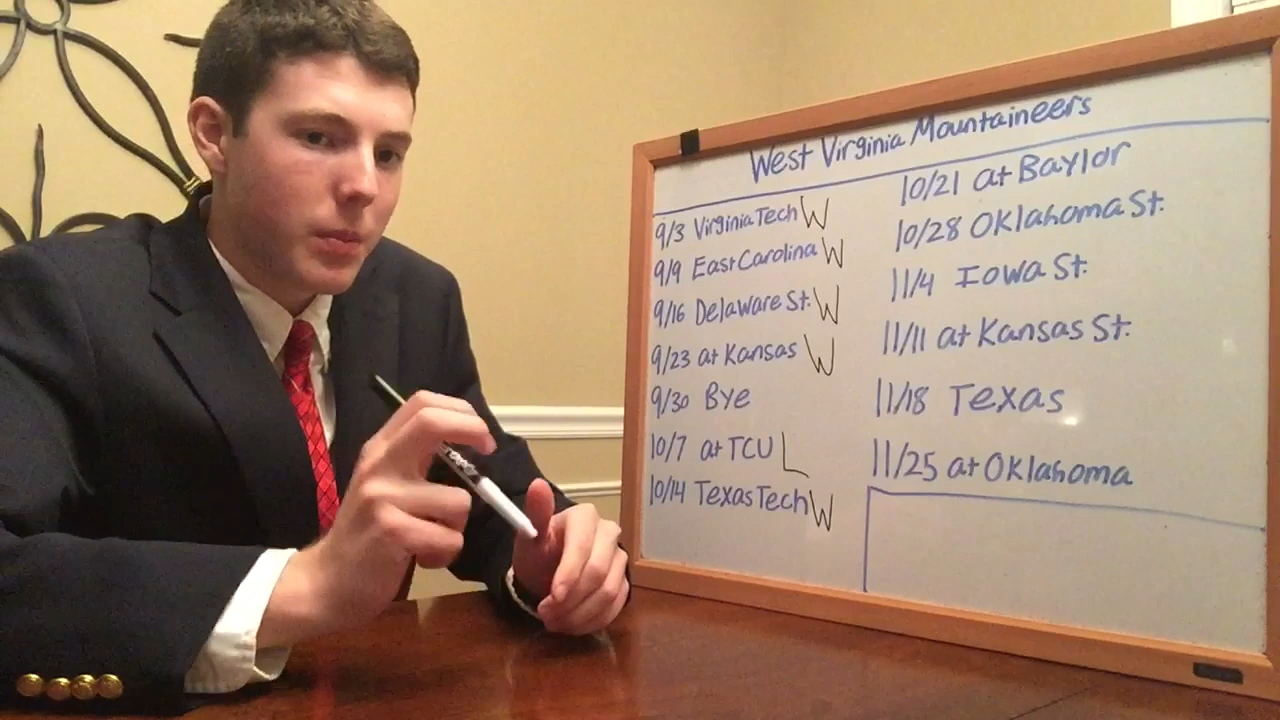 West Virginia Mountaineers
9/3 Virginia Tech W
9/9 East Carolina W
9/16 Delaware St. W
9/23 at Kansas W
9/30 Bye
10/7 at TCU L
10/14 Texas Tech W
10/21 at Baylor
10/28 Oklahoma St.
11/4 Iowa St.
11/11 at Kansas St.
11/18 Texas
11/25 at Oklahoma